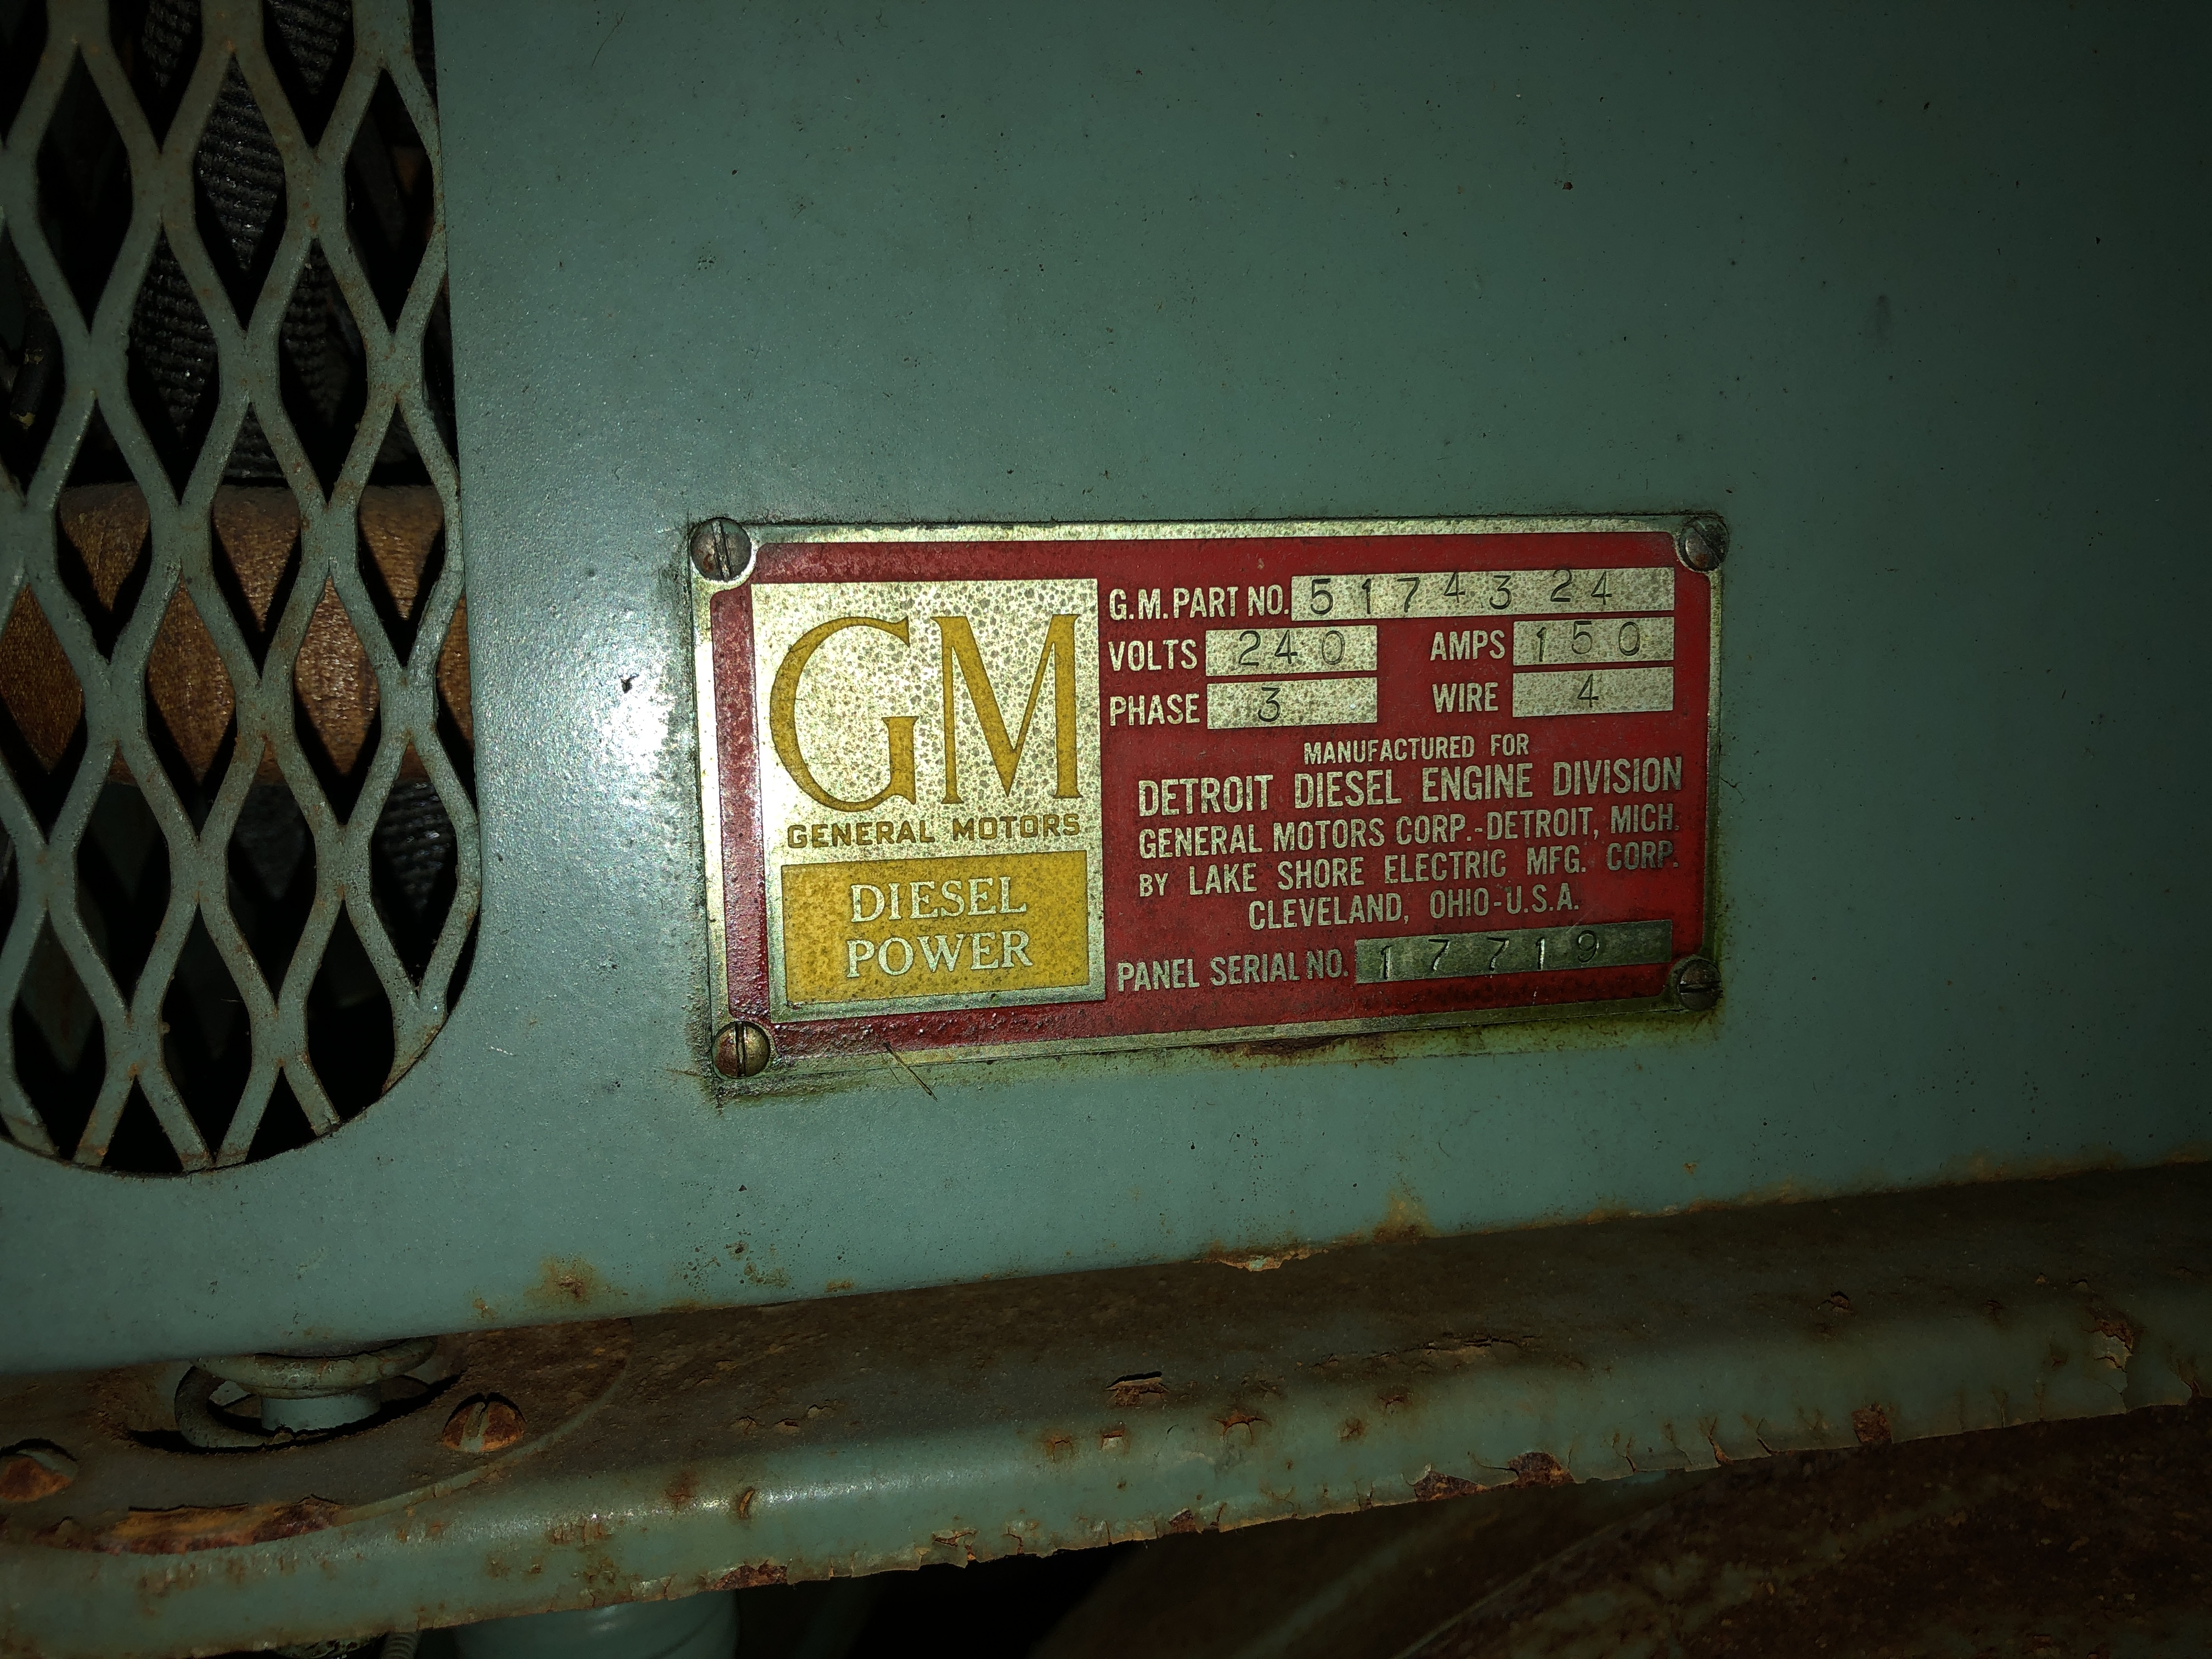 GM
GENERAL MOTORS
DIESEL
POWER
G.M. PART NO. 5174324
VOLTS 240 AMPS 150
PHASE 3 WIRE 4
MANUFACTURED FOR
DETROIT DIESEL ENGINE DIVISION
GENERAL MOTORS CORP.-DETROIT, MICH.
BY LAKE SHORE ELECTRIC MFG. CORP.
CLEVELAND, OHIO-U.S.A.
PANEL SERIAL NO. 17719